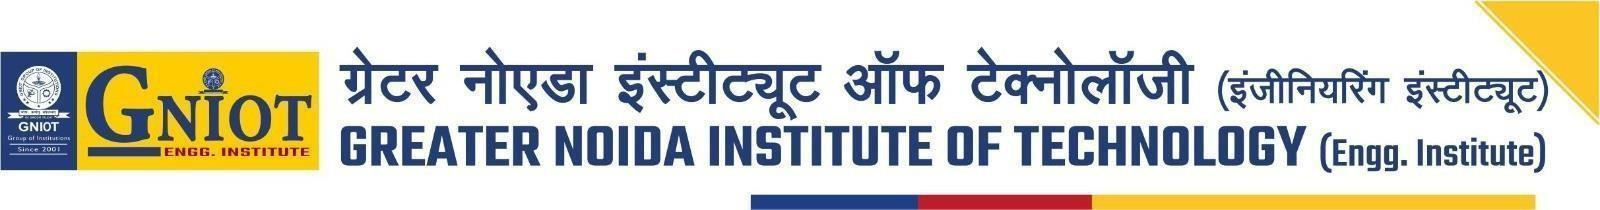 GNIOT
Group of Institutions
Since 2001
GNIOT
ENGG. INSTITUTE
ग्रेटर नोएडा इंस्टीट्यूट ऑफ टेक्नोलॉजी (इंजीनियरिंग इंस्टीट्यूट)
GREATER NOIDA INSTITUTE OF TECHNOLOGY (Engg. Institute)